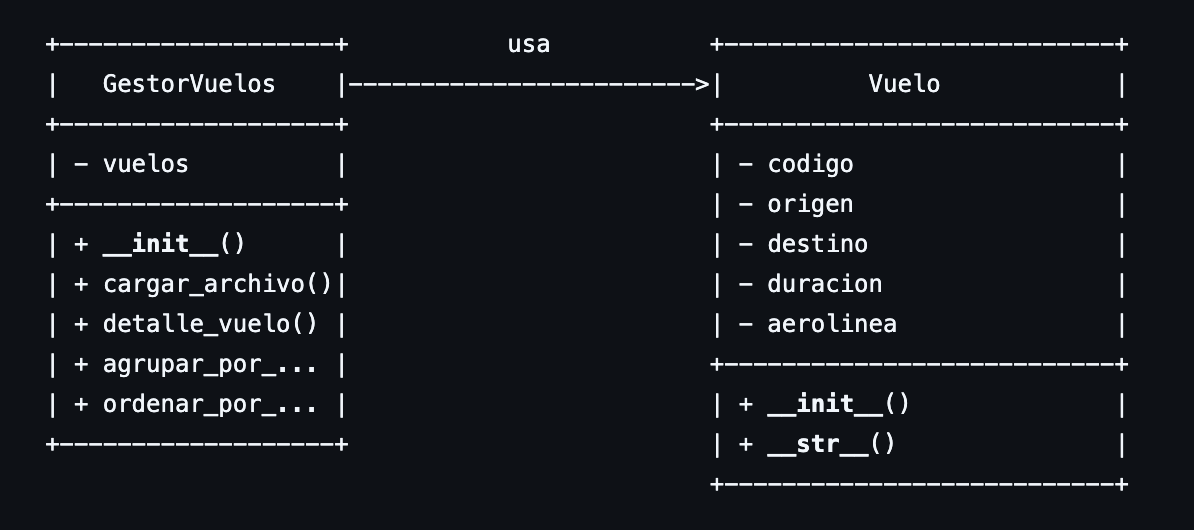 +-------------------+           usa           +----------------------------+
|   GestorVuelos    |------------------------>|          Vuelo             |
+-------------------+                         +----------------------------+
| - vuelos          |                         | - codigo                   |
+-------------------+                         | - origen                   |
| + __init__()      |                         | - destino                  |
| + cargar_archivo()|                         | - duracion                 |
| + detalle_vuelo() |                         | - aerolinea                |
| + agrupar_por_... |                         +----------------------------+
| + ordenar_por_... |                         | + __init__()               |
+-------------------+                         | + __str__()                |
                                              +----------------------------+